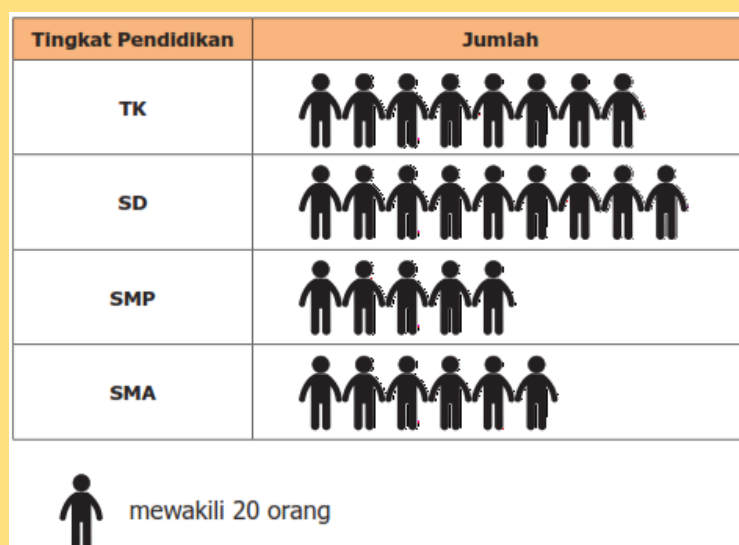 Tingkat Pendidikan Jumlah
TK
SD
SMP
SMA
mewakili 20 orang